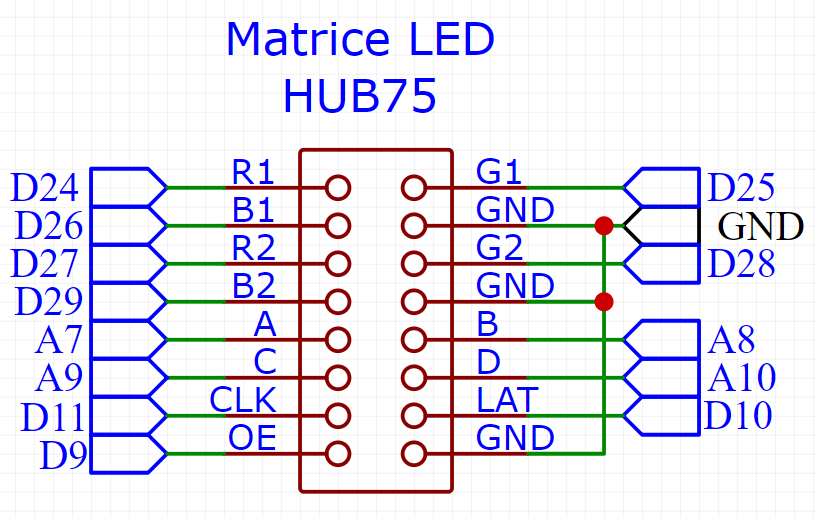 Matrice LED
HUB75
D24 R1 G1 D25
D26 B1 GND GND
D27 R2 G2 D28
D29 B2 GND
A7 A B A8
A9 C D A10
D11 CLK LAT D10
D9 OE GND